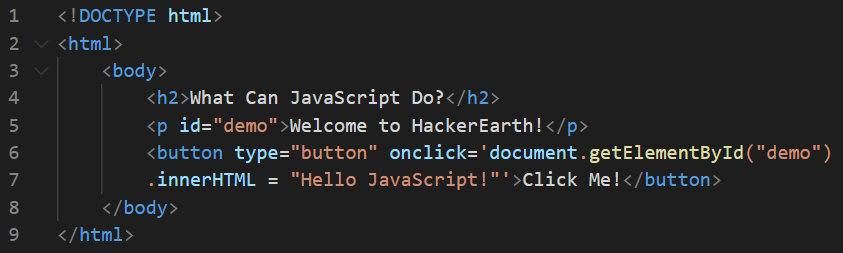 1 <!DOCTYPE html>
2 <html>
3 <body>
4 <h2>What Can JavaScript Do?</h2>
5 <p id="demo">Welcome to HackerEarth!</p>
6 <button type="button" onclick='document.getElementById("demo")
7 .innerHTML = "Hello JavaScript!"'>Click Me!</button>
8 </body>
9 </html>